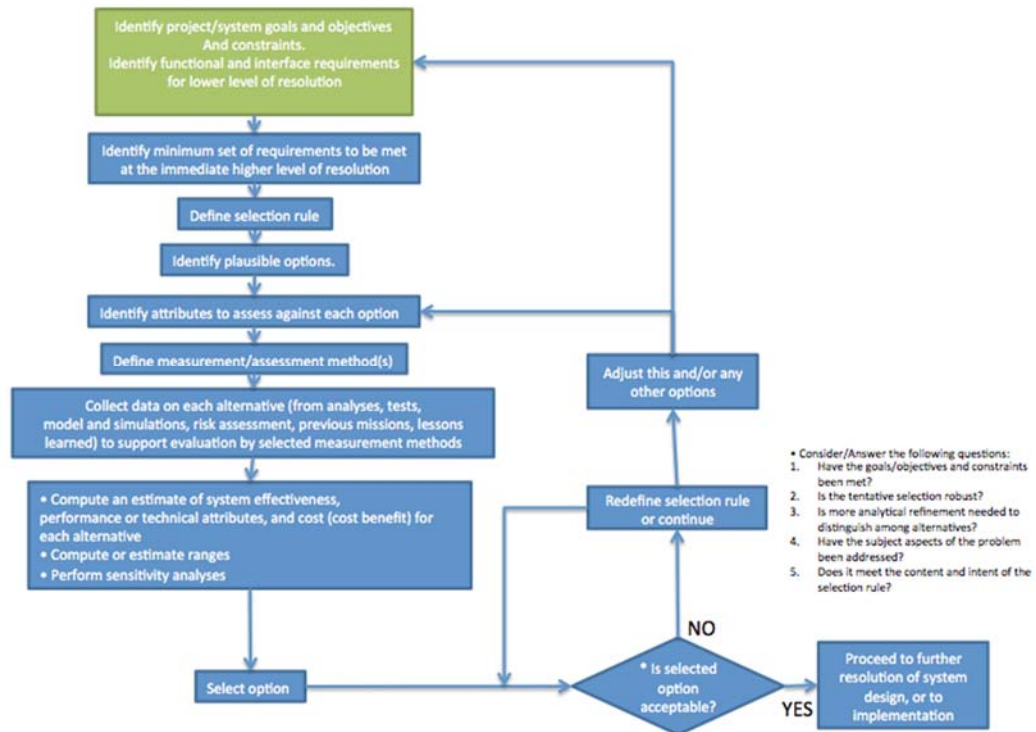 Identify project/system goals and objectives
And constraints.
Identify functional and interface requirements
for lower level of resolution
Identify minimum set of requirements to be met
at the immediate higher level of resolution
Define selection rule
Identify plausible options.
Identify attributes to assess against each option
Define measurement/assessment method(s)
Collect data on each alternative (from analyses, tests,
model and simulations, risk assessment, previous missions, lessons
learned) to support evaluation by selected measurement methods
• Compute an estimate of system effectiveness,
performance or technical attributes, and cost (cost benefit) for
each alternative
• Compute or estimate ranges
• Perform sensitivity analyses
Select option
* Is
selected
option
acceptable?
NO
YES
Redefine selection rule
or continue
Adjust this and/or any
other options
Proceed to further
resolution of system
design, or to
implementation
• Consider/Answer the following questions:
1. Have the goals/objectives and constraints
been met?
2. Is the tentative selection robust?
3. Is more analytical refinement needed to
distinguish among alternatives?
4. Have the subject aspects of the problem
been addressed?
5. Does it meet the content and intent of the
selection rule?